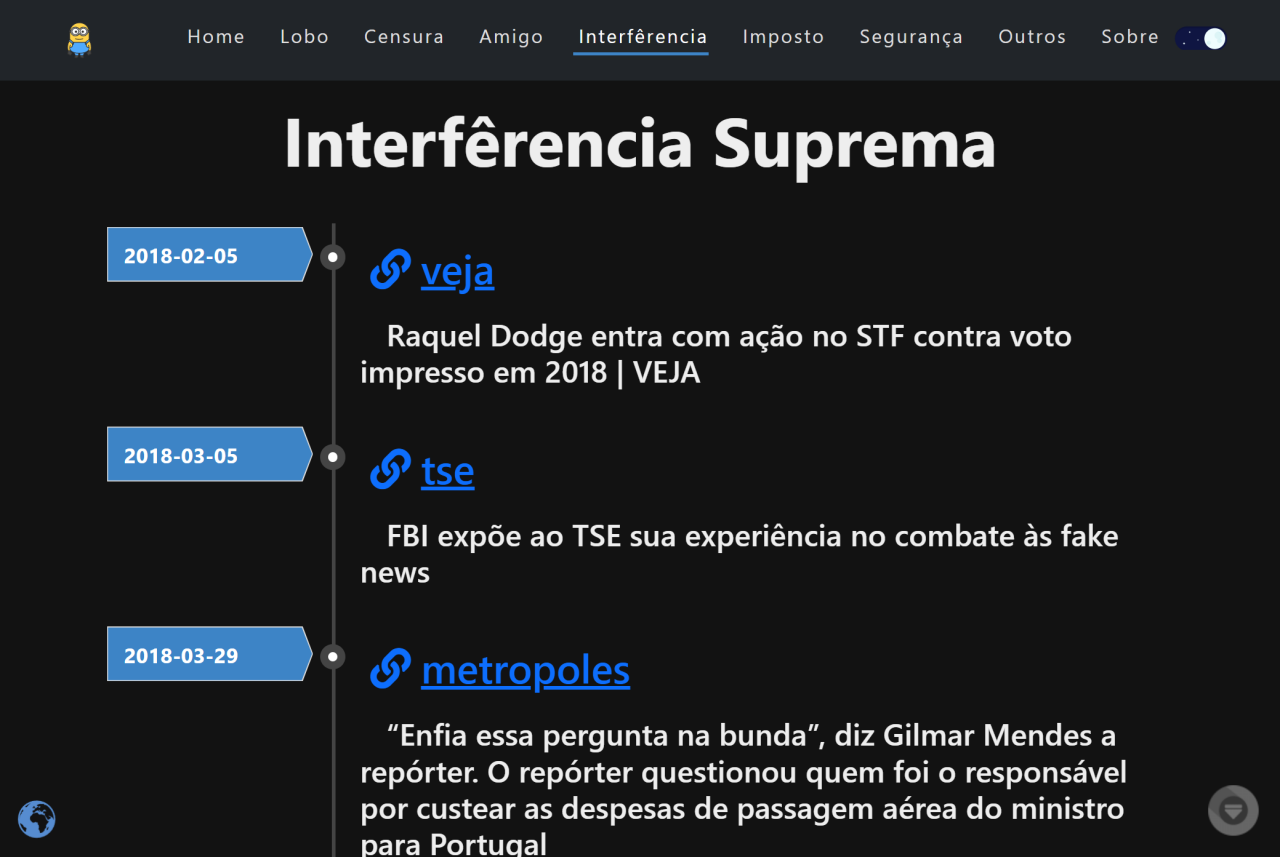 Home Lobo Censura Amigo Interfêrencia Imposto Segurança Outros Sobre
Interfêrencia Suprema
2018-02-05
veja
Raquel Dodge entra com ação no STF contra voto
impresso em 2018 | VEJA
2018-03-05
tse
FBI expõe ao TSE sua experiência no combate às fake
news
2018-03-29
metropoles
“Enfia essa pergunta na bunda”, diz Gilmar Mendes a
repórter. O repórter questionou quem foi o responsável
por custear as despesas de passagem aérea do ministro
para Portugal